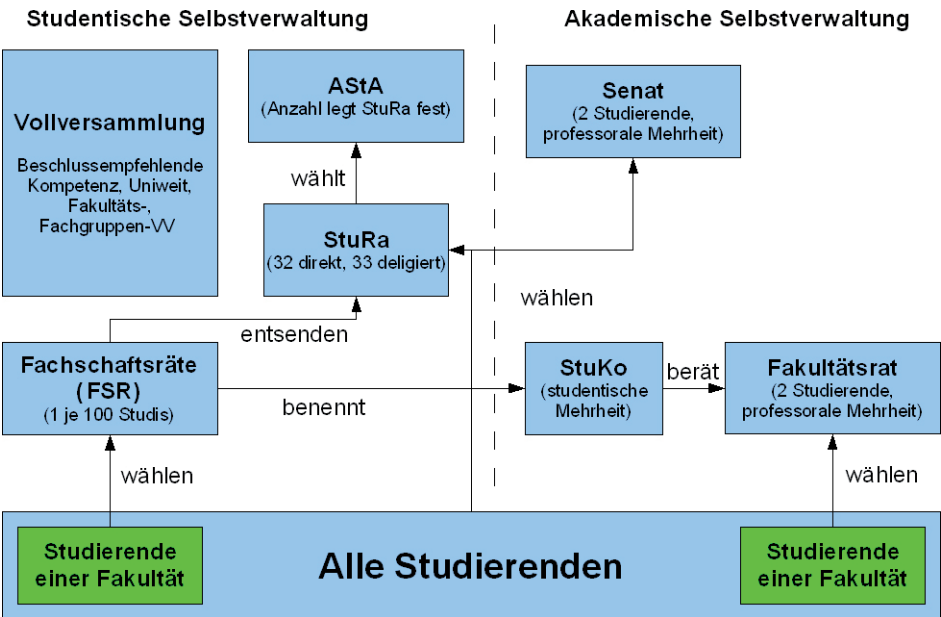 Studentische Selbstverwaltung
Akademische Selbstverwaltung
Vollversammlung
Beschlussempfehlende
Kompetenz, Uniweit,
Fakultäts-,
Fachgruppen-VV
AStA
(Anzahl legt StuRa fest)
Senat
(2 Studierende,
professorale Mehrheit)
wählt
StuRa
(32 direkt, 33 deligiert)
wählen
entsenden
Fachschaftsräte
(FSR)
(1 je 100 Studis)
benennt
StuKo
(studentische
Mehrheit)
berät
Fakultätsrat
(2 Studierende,
professorale Mehrheit)
wählen
wählen
Studierende
einer Fakultät
Alle Studierenden
Studierende
einer Fakultät